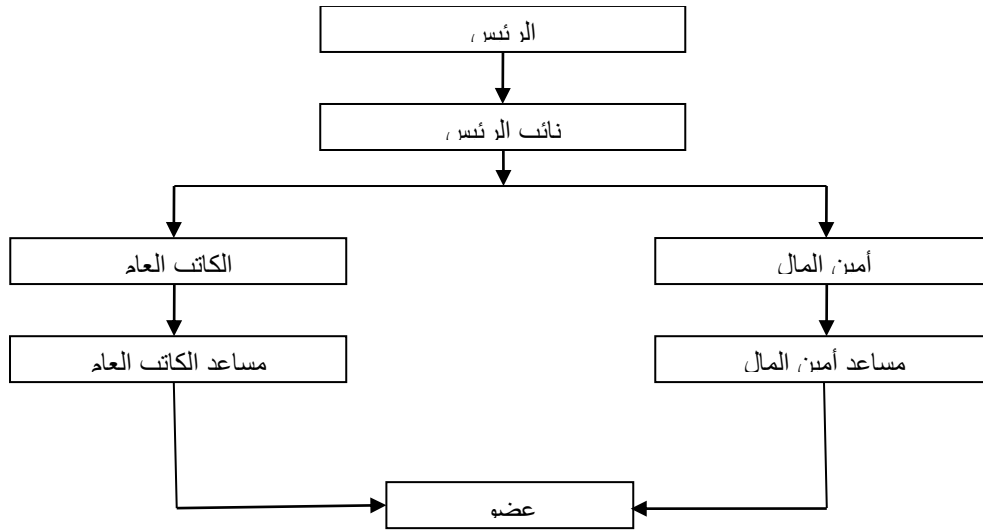 الرئيس
نائب الرئيس
أمين المال
الكاتب العام
مساعد أمين المال
مساعد الكاتب العام
عضو